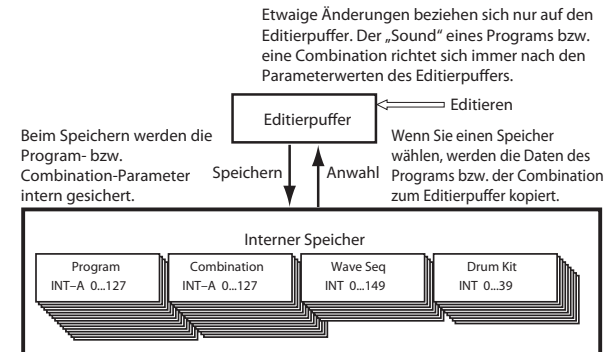 Etwaige Änderungen beziehen sich nur auf den
Editierpuffer. Der „Sound“ eines Programs bzw.
eine Combination richtet sich immer nach den
Parameterwerten des Editierpuffers.
Editierpuffer
Editieren
Beim Speichern werden die
Program- bzw.
Combination-Parameter
intern gesichert.
Speichern
Anwahl
Wenn Sie einen Speicher
wählen, werden die Daten des
Programs bzw. der Combination
zum Editierpuffer kopiert.
Interner Speicher
Program
INT–A 0...127
Combination
INT–A 0...127
Wave Seq
INT 0...149
Drum Kit
INT 0...39